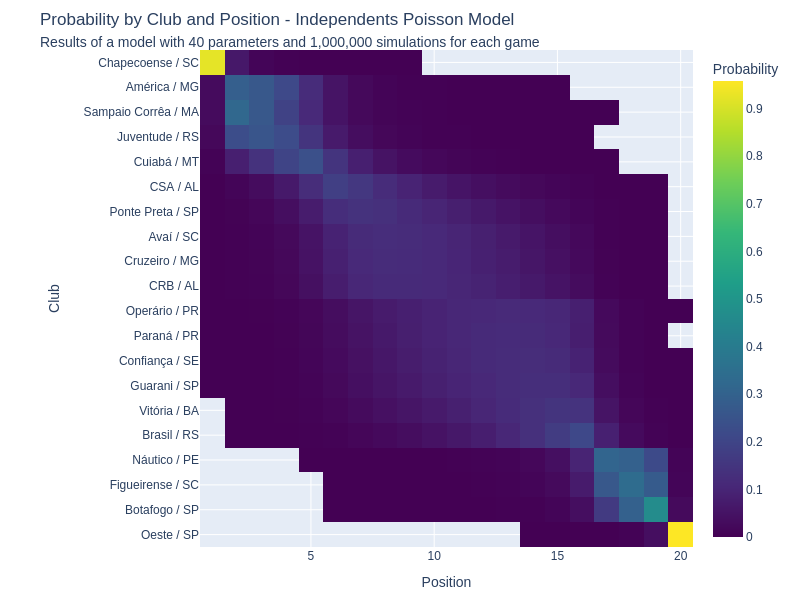 Probability by Club and Position - Independents Poisson Model
Results of a model with 40 parameters and 1,000,000 simulations for each game
Probability
Chapecoense / SC
América / MG
Sampaio Corrêa / MA
Juventude / RS
Cuiabá / MT
CSA / AL
Ponte Preta / SP
Avaí / SC
Cruzeiro / MG
CRB / AL
Operário / PR
Paraná / PR
Confiança / SE
Guarani / SP
Vitória / BA
Brasil / RS
Náutico / PE
Figueirense / SC
Botafogo / SP
Oeste / SP
Club
5 10 15 20
Position
0.9
0.8
0.7
0.6
0.5
0.4
0.3
0.2
0.1
0